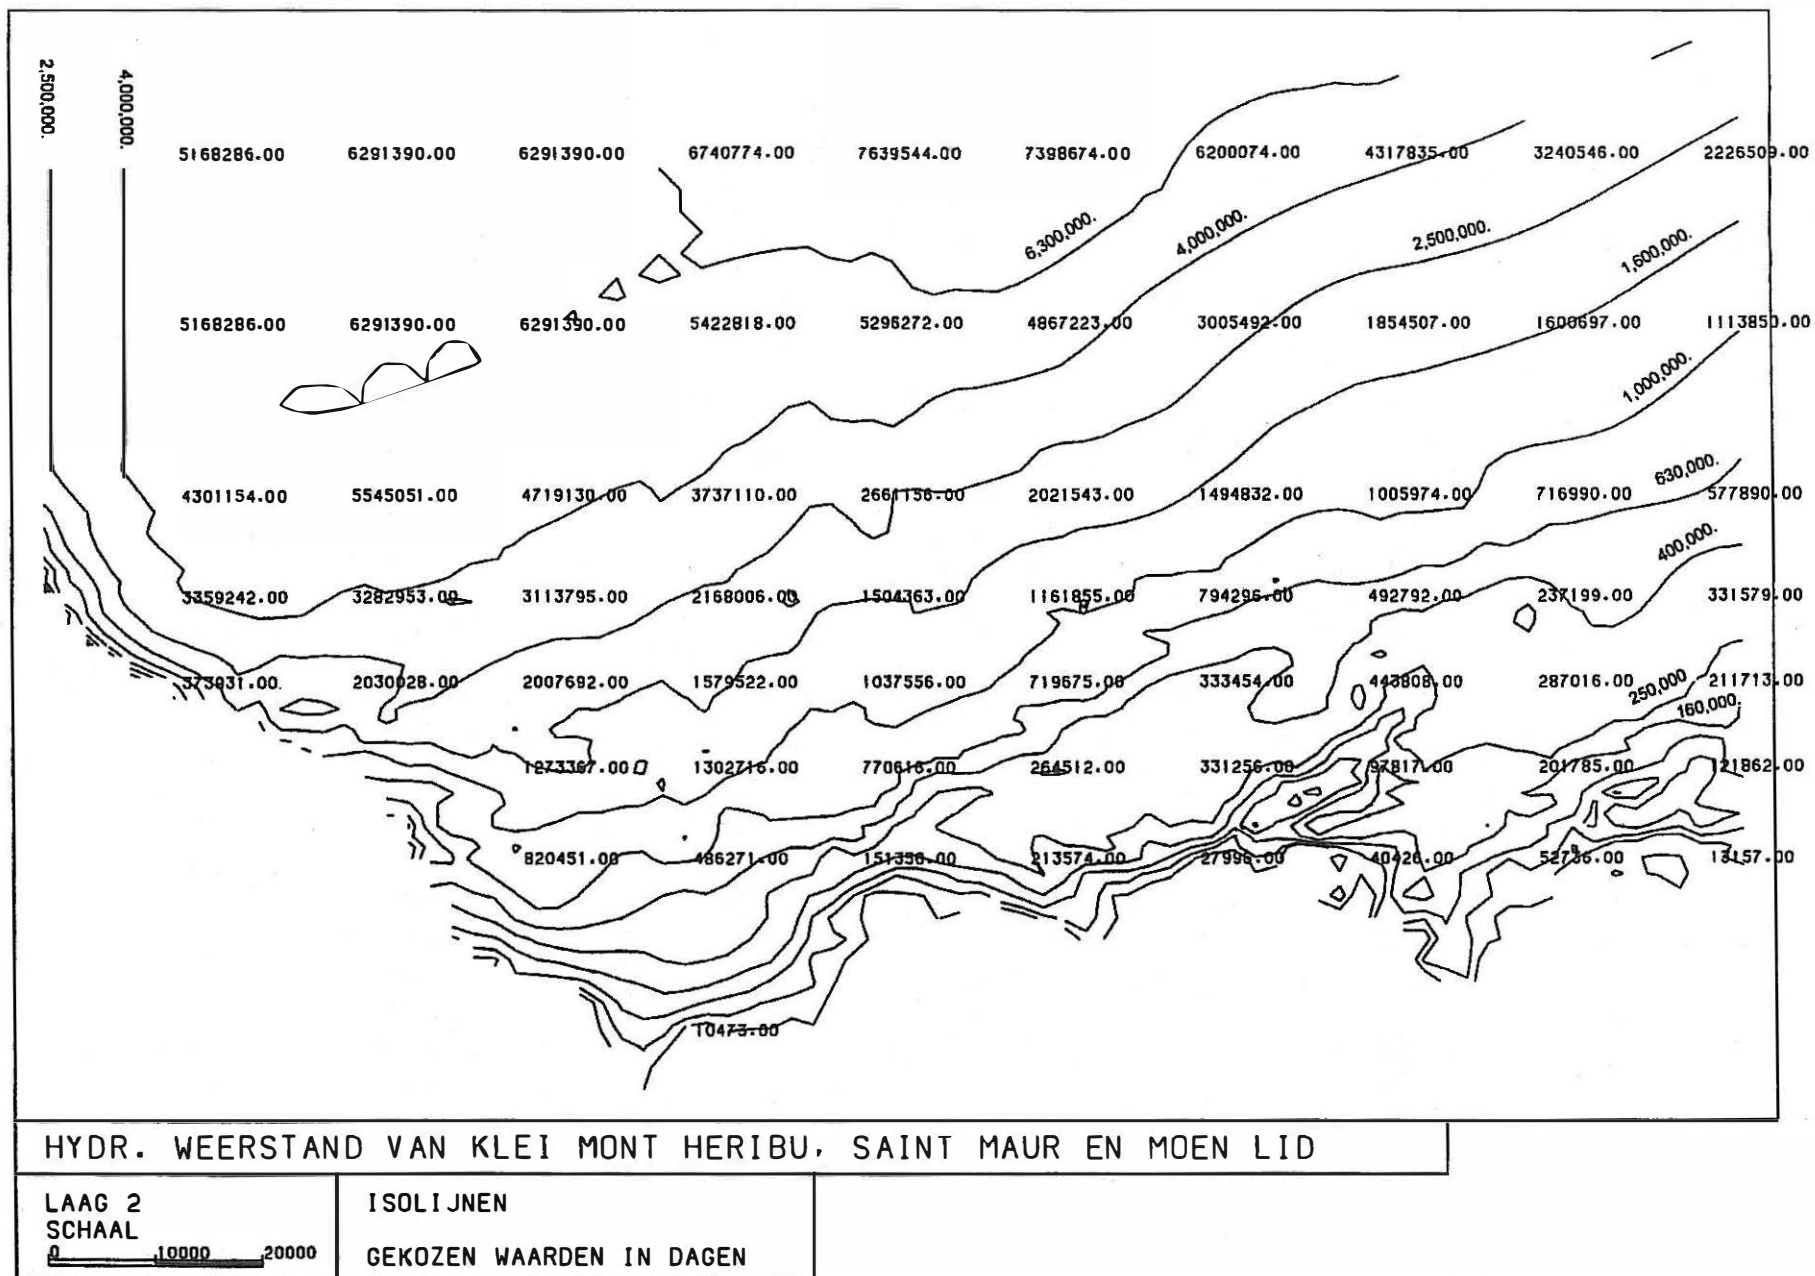 2,500,000.
4,000,000.
5168286.00 6291390.00 6291390.00 6740774.00 7639544.00 7398674.00 6200074.00 4317835.00 3240546.00 2226509.00
6,300,000.
4,000,000.
2,500,000.
1,600,000.
5168286.00 6291390.00 6291390.00 5422818.00 5296272.00 4867223.00 3005492.00 1854507.00 1600697.00 1113850.00
1,000,000.
4301154.00 5545051.00 4719130.00 3737110.00 2661156.00 2021543.00 1494832.00 1005974.00 716990.00 577890.00
630,000.
400,000.
3359242.00 3282953.00 3113795.00 2168006.00 1504363.00 1161855.00 794296.00 492792.00 237199.00 331579.00
373931.00 2030028.00 2007692.00 1579522.00 1037556.00 719675.00 333454.00 443808.00 287016.00 211713.00
250,000
160,000.
1273367.00 1302716.00 770616.00 264512.00 331256.00 97817.00 201785.00 121862.00
820451.00 486271.00 151350.00 213574.00 27996.00 40426.00 52736.00 13157.00
10473.00
HYDR. WEERSTAND VAN KLEI MONT HERIBU, SAINT MAUR EN MOEN LID
LAAG 2
SCHAAL
0 10000 20000
ISOLIJNEN
GEKOZEN WAARDEN IN DAGEN